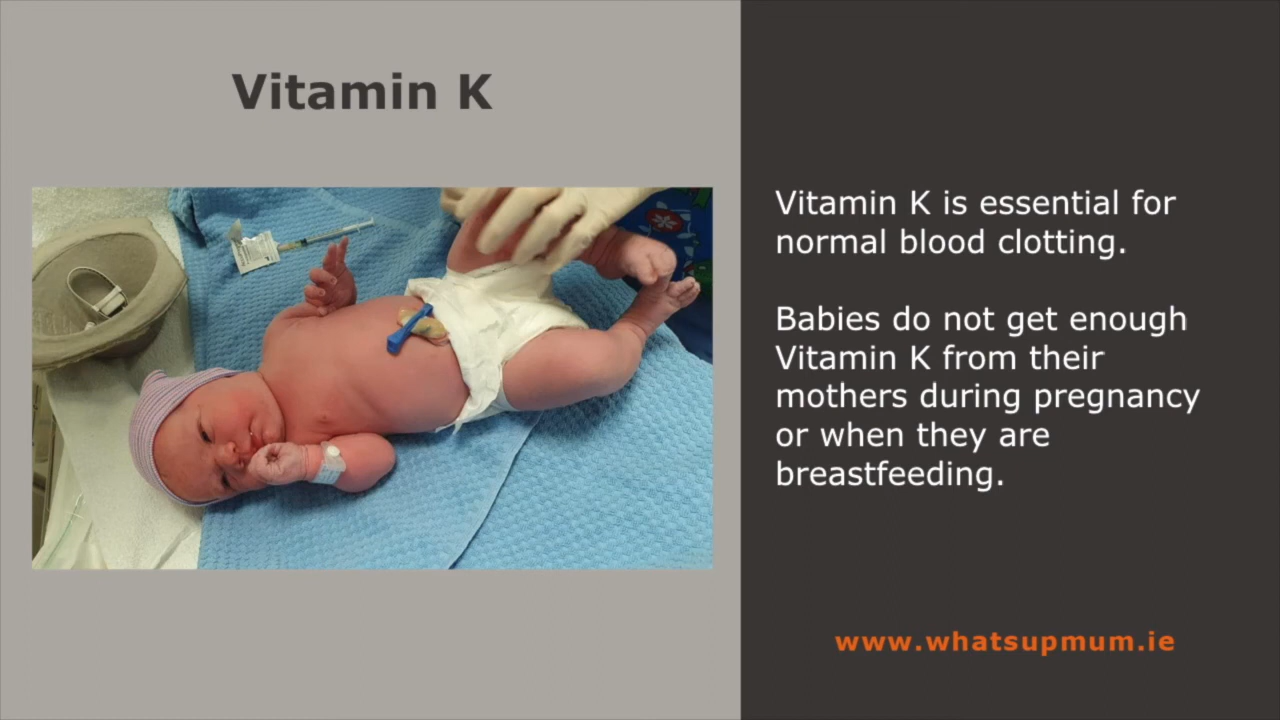 Vitamin K
Vitamin K is essential for
normal blood clotting.
Babies do not get enough
Vitamin K from their
mothers during pregnancy
or when they are
breastfeeding.
www.whatsupmum.ie